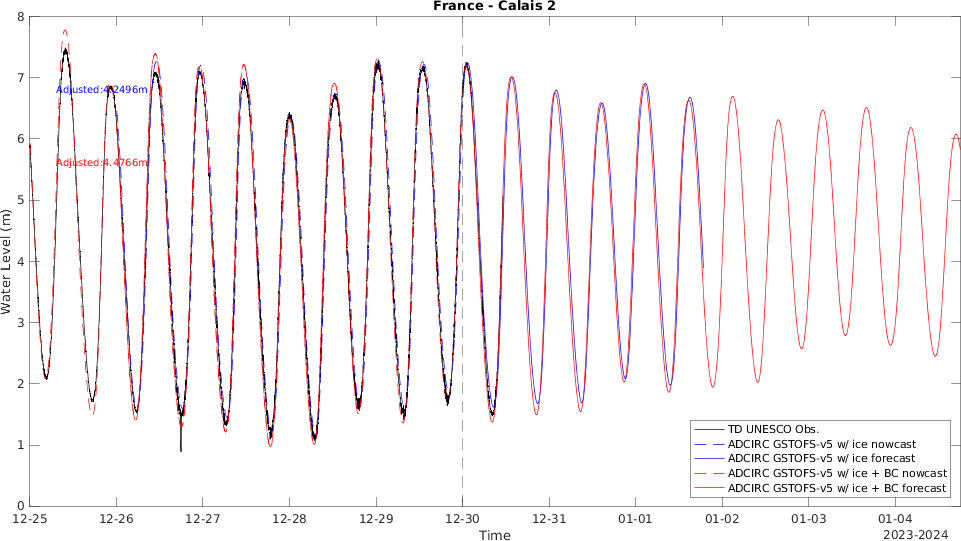 France - Calais 2
8
7
6
5
4
3
2
1
0
Water Level (m)
Adjusted:4.2496m
Adjusted:4.4766m
TD UNESCO Obs.
ADCIRC GSTOFS-v5 w/ ice nowcast
ADCIRC GSTOFS-v5 w/ ice forecast
ADCIRC GSTOFS-v5 w/ ice + BC nowcast
ADCIRC GSTOFS-v5 w/ ice + BC forecast
12-25 12-26 12-27 12-28 12-29 12-30 12-31 01-01 01-02 01-03 01-04
Time
2023-2024